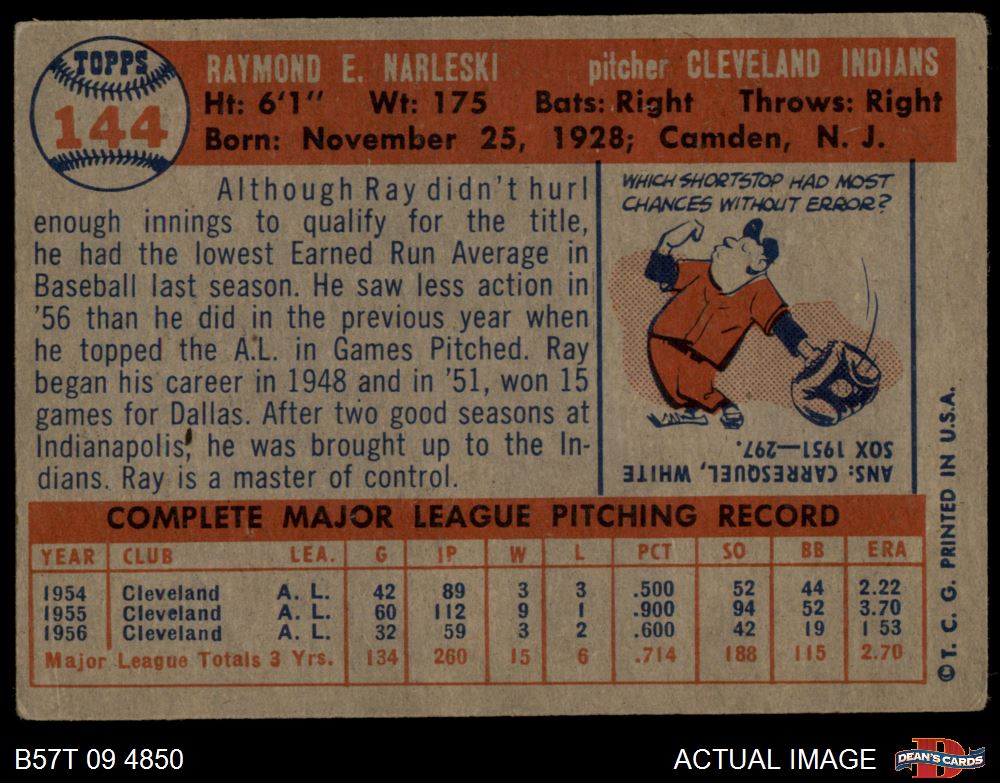 TOPPS
144
RAYMOND E. NARLESKI pitcher CLEVELAND INDIANS
Ht: 6'1" Wt: 175 Bats: Right Throws: Right
Born: November 25, 1928; Camden, N. J.
Although Ray didn't hurl
enough innings to qualify for the title,
he had the lowest Earned Run Average in
Baseball last season. He saw less action in
'56 than he did in the previous year when
he topped the A.L. in Games Pitched. Ray
began his career in 1948 and in '51, won 15
games for Dallas. After two good seasons at
Indianapolis, he was brought up to the In-
dians. Ray is a master of control.
WHICH SHORTSTOP HAD MOST
CHANCES WITHOUT ERROR?
ANS: CARRESQUEL, WHITE
SOX 1951—297.
COMPLETE MAJOR LEAGUE PITCHING RECORD
YEAR CLUB LEA. G IP W L PCT SO BB ERA
1954 Cleveland A. L. 42 89 3 3 .500 52 44 2.22
1955 Cleveland A. L. 60 112 9 1 .900 94 52 3.70
1956 Cleveland A. L. 32 59 3 2 .600 42 19 1 53
Major League Totals 3 Yrs. 134 260 15 6 .714 188 115 2.70
© T. C. G. PRINTED IN U.S.A.
B57T 09 4850 ACTUAL IMAGE
D
DEAN'S CARDS